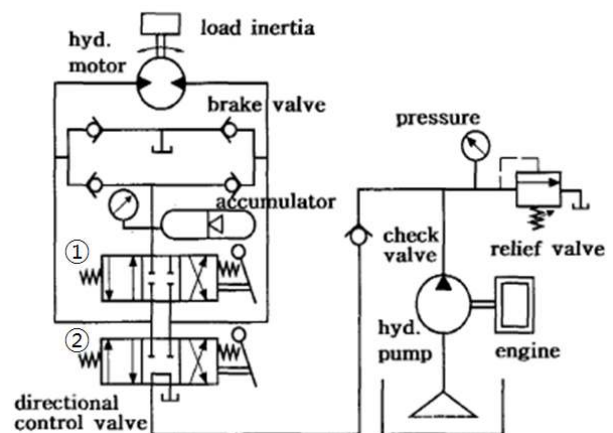 load inertia
hyd.
motor
brake valve
pressure
accumulator
check
valve
relief valve
①
②
hyd.
pump
engine
directional
control valve